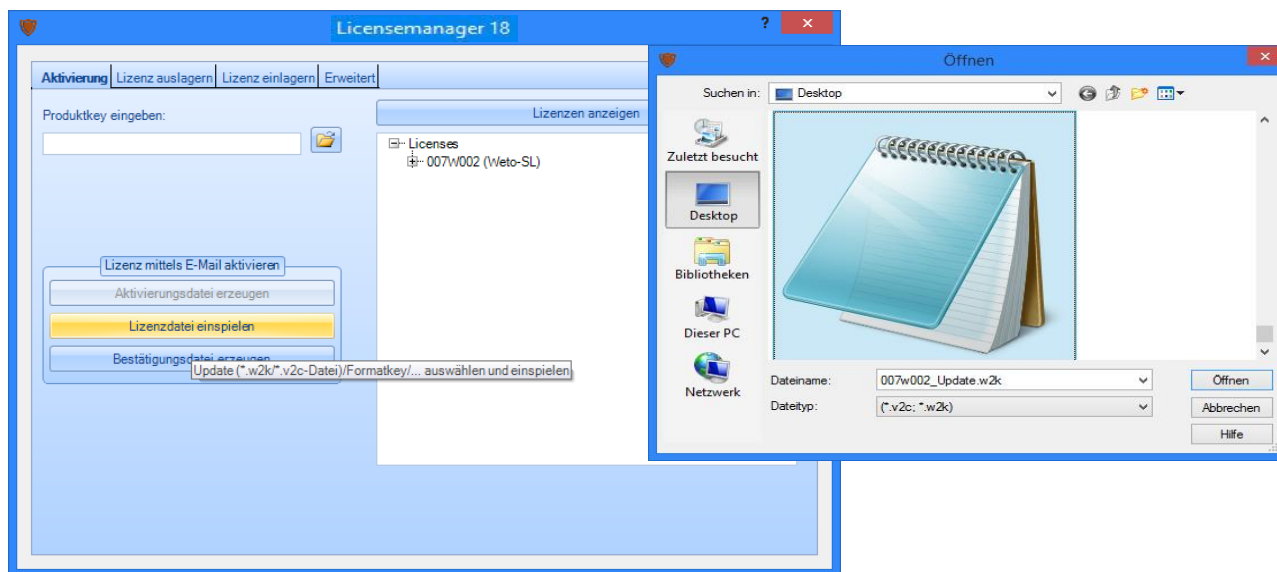 Licensemanager 18
?
Aktivierung Lizenz auslagern Lizenz einlagern Erweitert
Produktkey eingeben:
Lizenzen anzeigen
Licenses
007W002 (Weto-SL)
Lizenz mittels E-Mail aktivieren
Aktivierungsdatei erzeugen
Lizenzdatei einspielen
Bestätigungsdatei erzeugen
Update (*.w2k/*.v2c-Datei)/Formatkey/... auswählen und einspielen
Öffnen
Suchen in: Desktop
Zuletzt besucht
Desktop
Bibliotheken
Dieser PC
Netzwerk
Dateiname: 007w002_Update.w2k Öffnen
Dateityp: (*.v2c; *.w2k) Abbrechen
Hilfe